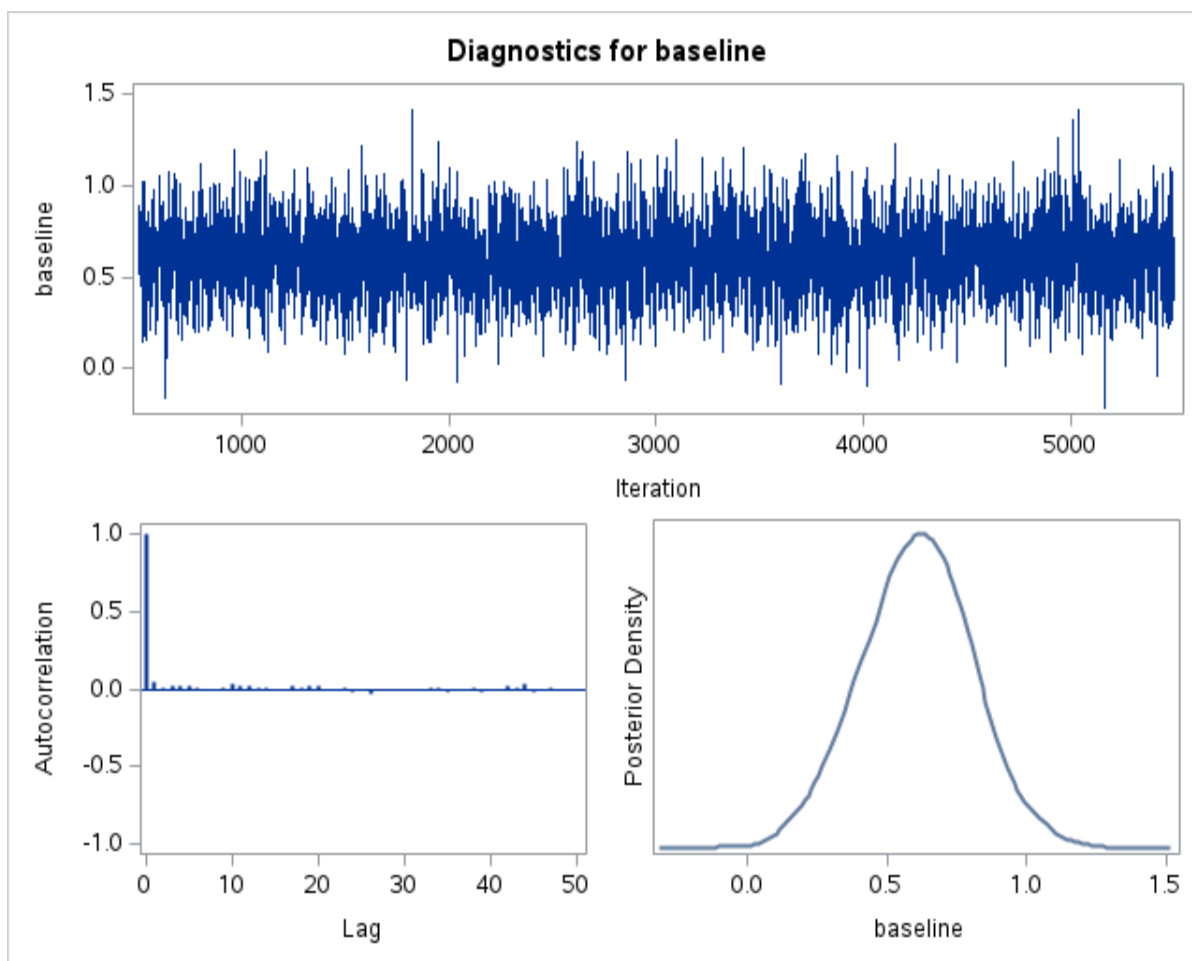 Diagnostics for baseline
1.5
1.0
0.5
0.0
baseline
1000 2000 3000 4000 5000
Iteration
1.0
0.5
0.0
-0.5
-1.0
Autocorrelation
0 10 20 30 40 50
Lag
Posterior Density
0.0 0.5 1.0 1.5
baseline